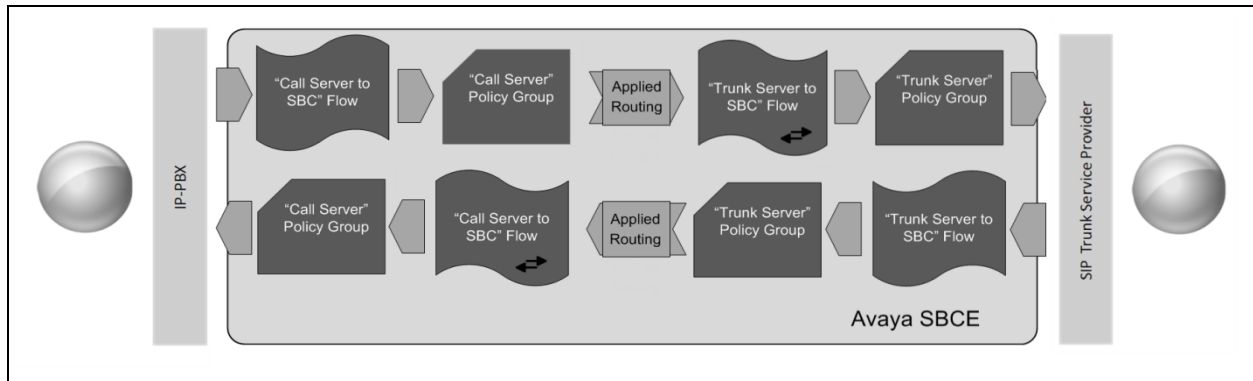 IP-PBX
“Call Server to
SBC” Flow
“Call Server”
Policy Group
Applied
Routing
“Trunk Server to
SBC” Flow
“Trunk Server”
Policy Group
“Call Server”
Policy Group
“Call Server to
SBC” Flow
Applied
Routing
“Trunk Server”
Policy Group
“Trunk Server to
SBC” Flow
Avaya SBCE
SIP Trunk Service Provider